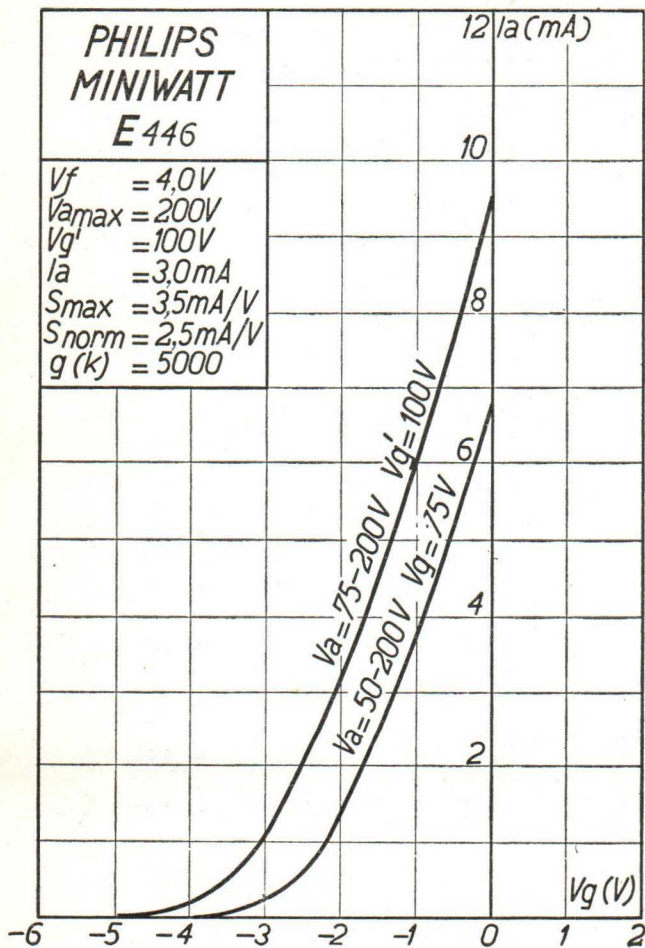 PHILIPS
MINIWATT
E 446
Vf = 4,0V
Vamax = 200V
Vg' = 100V
Ia = 3,0mA
Smax = 3,5mA/V
Snorm = 2,5mA/V
g(k) = 5000
12 Ia (mA)
10
8
6
4
2
Va=75-200V Vg'=100V
Va=50-200V Vg=75V
Vg (V)
-6 -5 -4 -3 -2 -1 0 1 2